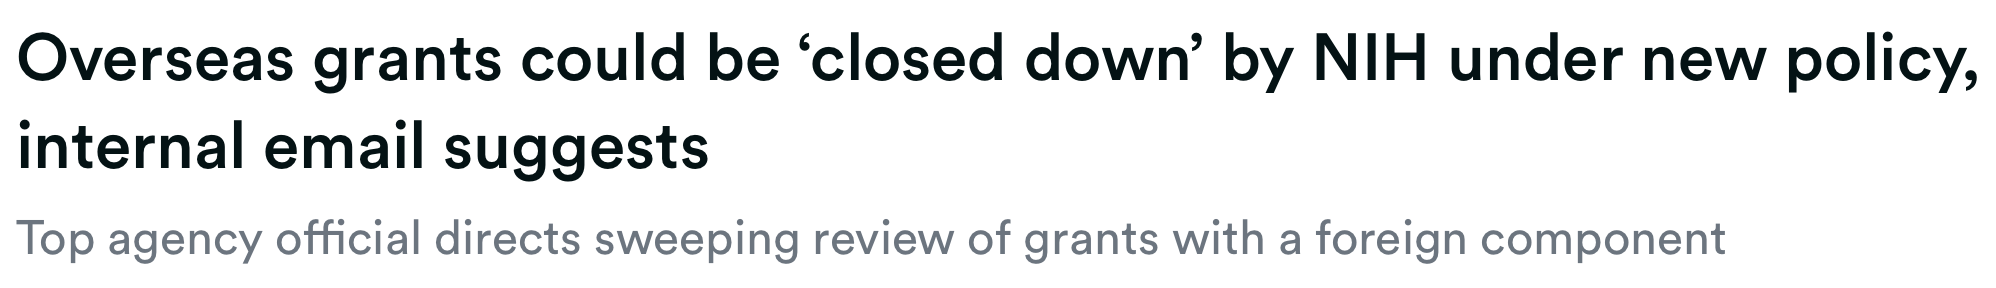 Overseas grants could be ‘closed down’ by NIH under new policy,
internal email suggests
Top agency official directs sweeping review of grants with a foreign component